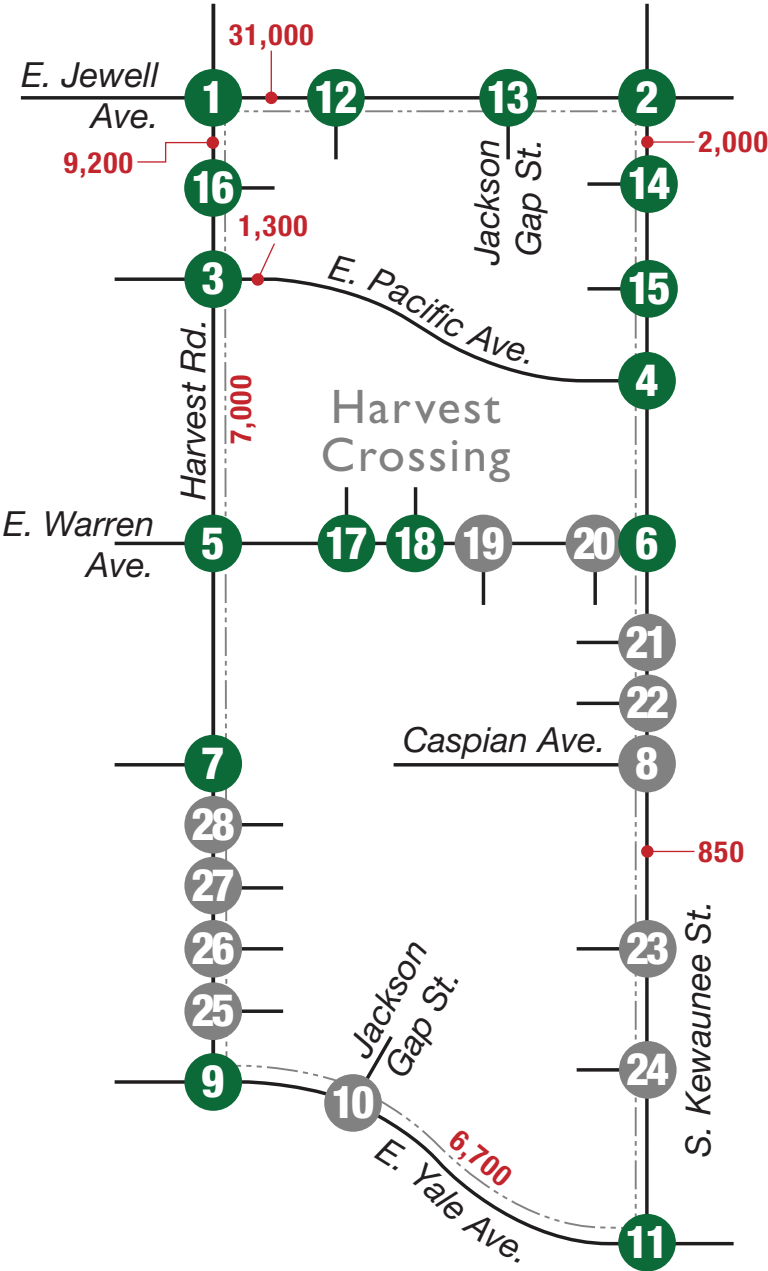 31,000
E. Jewell
Ave.
1
12
13
2
9,200
2,000
16
Jackson
Gap St.
14
1,300
3
E. Pacific Ave.
15
Harvest Rd.
7,000
4
Harvest
Crossing
E. Warren
Ave.
5
17
18
19
20
6
21
22
Caspian Ave.
7
8
28
850
27
26
23
S. Kewaunee St.
25
Jackson
Gap St.
24
9
10
6,700
E. Yale Ave.
11